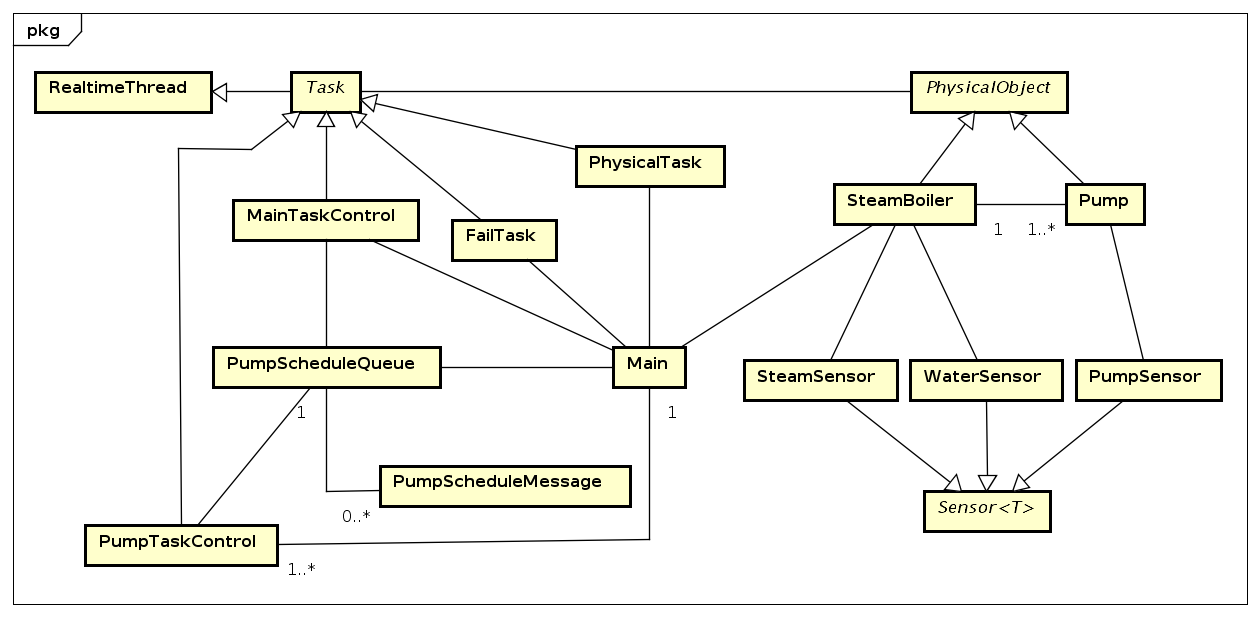 pkg
RealtimeThread
Task
PhysicalObject
PhysicalTask
MainTaskControl
FailTask
SteamBoiler
Pump
1
1..*
PumpScheduleQueue
Main
SteamSensor
WaterSensor
PumpSensor
1
1
PumpScheduleMessage
0..*
Sensor<T>
PumpTaskControl
1..*